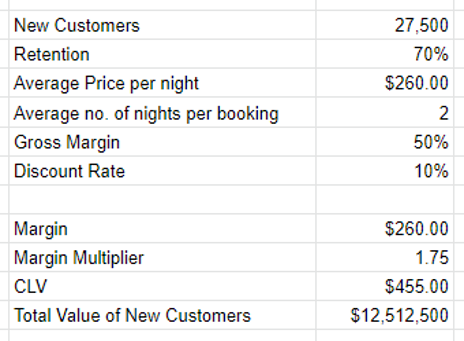 New Customers 27,500
Retention 70%
Average Price per night $260.00
Average no. of nights per booking 2
Gross Margin 50%
Discount Rate 10%
Margin $260.00
Margin Multiplier 1.75
CLV $455.00
Total Value of New Customers $12,512,500